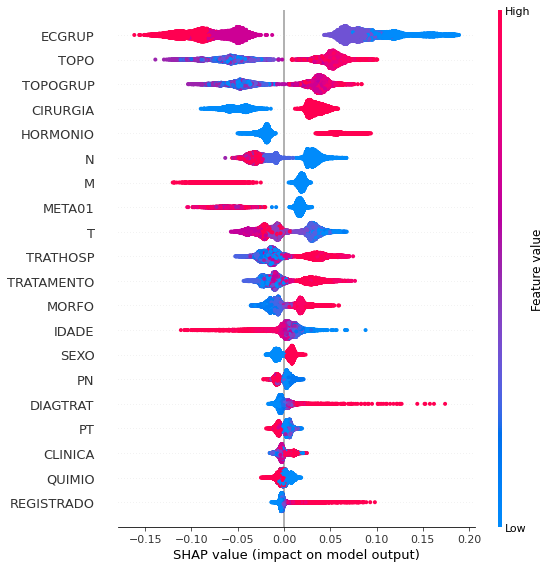 High
ECGRUP
TOPO
TOPOGRUP
CIRURGIA
HORMONIO
N
M
META01
T
TRATHOSP
TRATAMENTO
MORFO
IDADE
SEXO
PN
DIAGTRAT
PT
CLINICA
QUIMIO
REGISTRADO
Feature value
Low
−0.15 −0.10 −0.05 0.00 0.05 0.10 0.15 0.20
SHAP value (impact on model output)